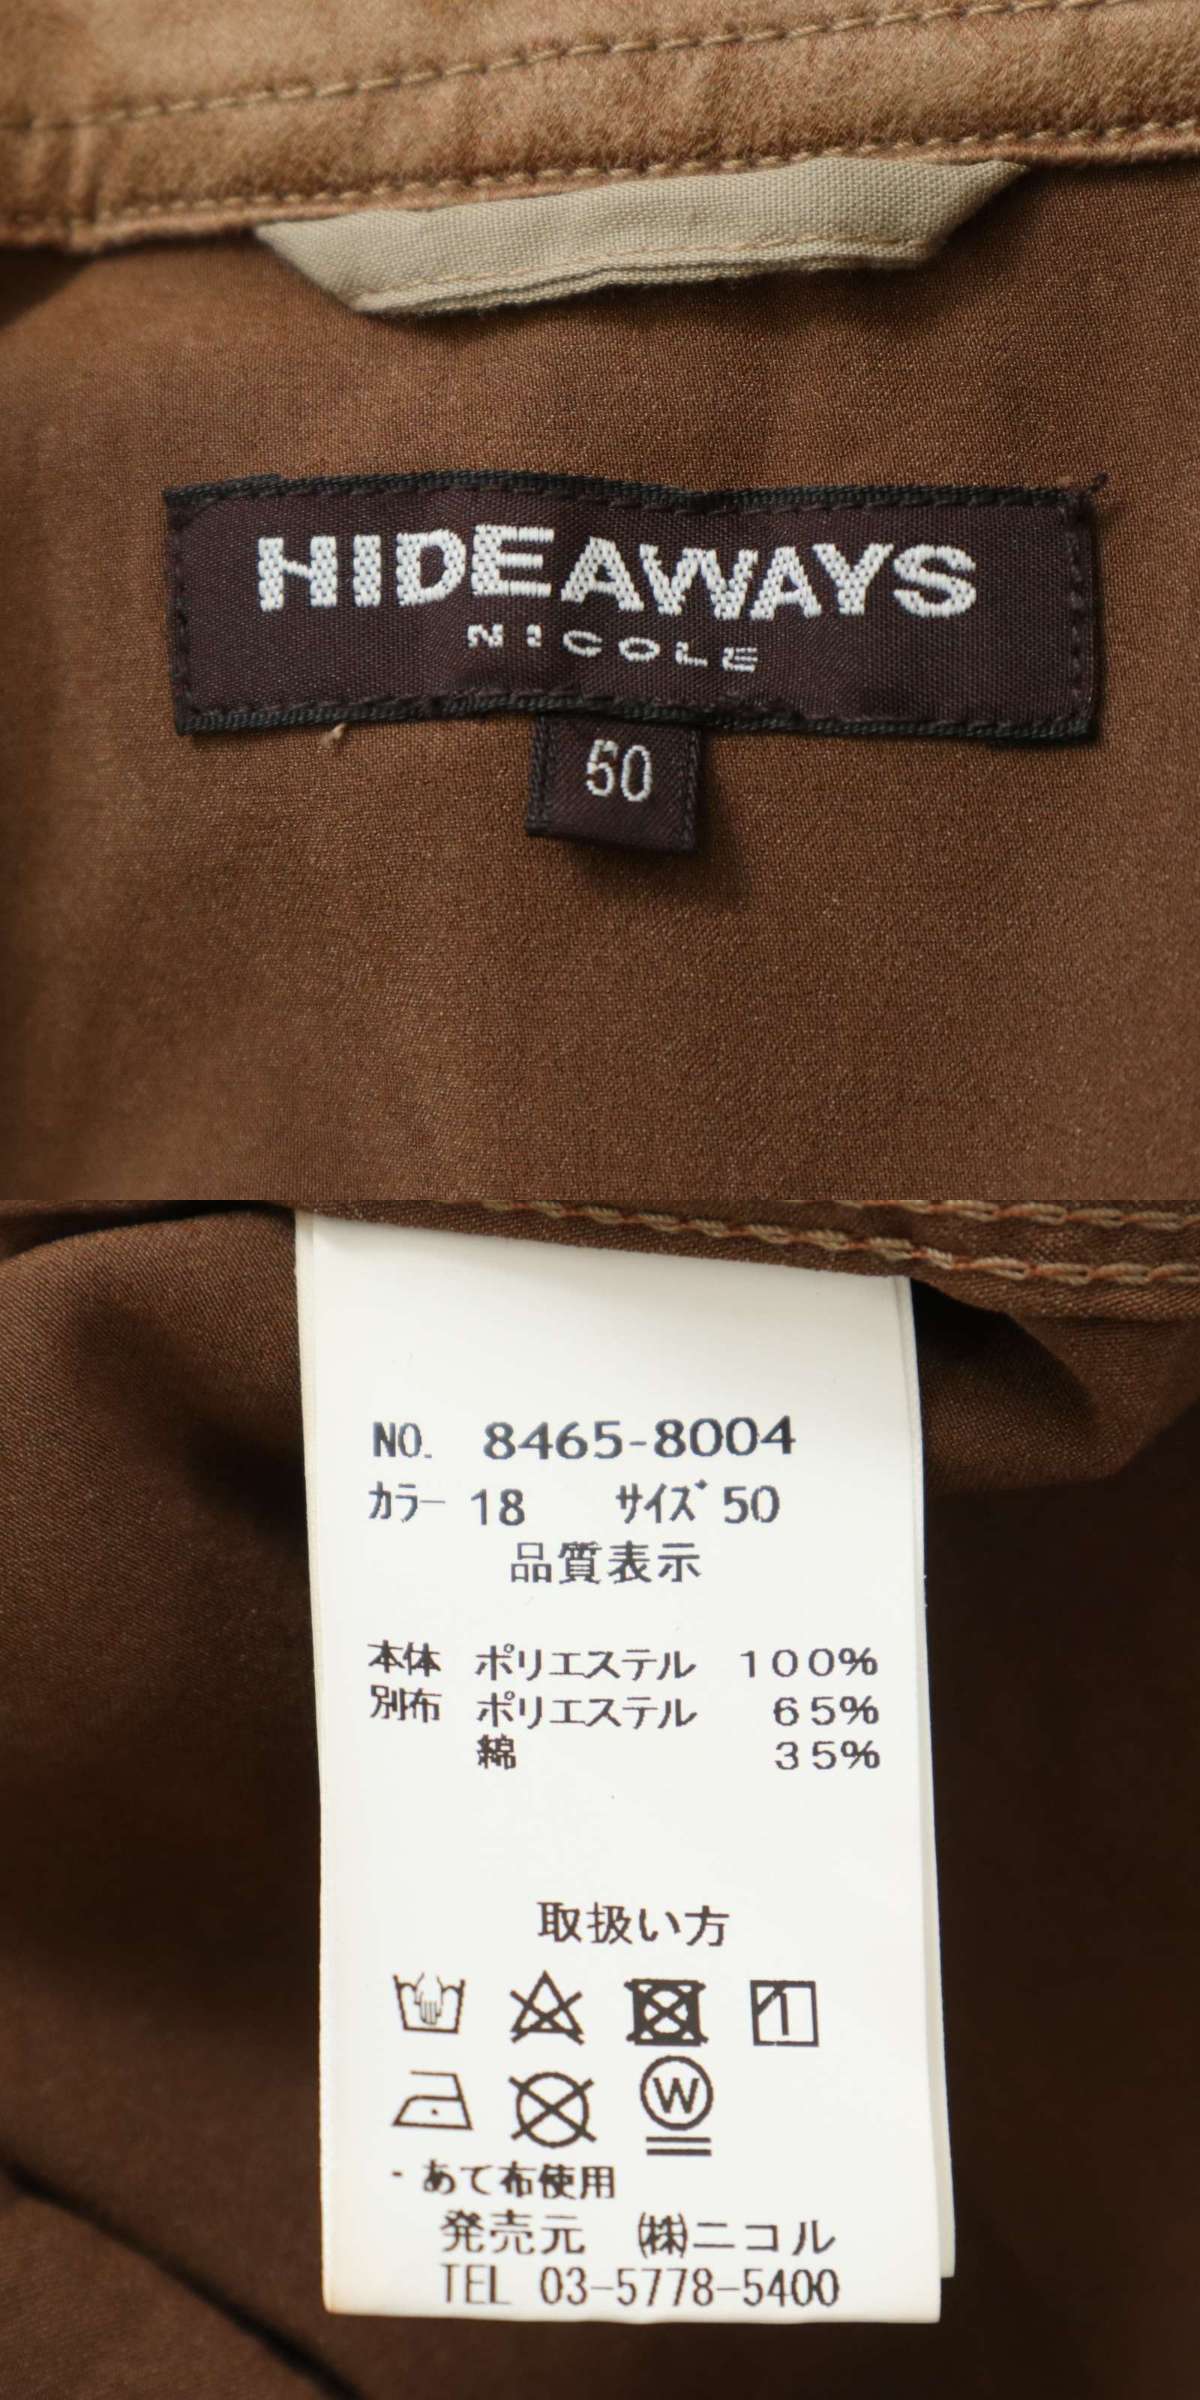 HIDEAWAYS
NICOLE
50
NO. 8465-8004
ｶﾗｰ 18 ｻｲｽﾞ 50
品質表示
本体 ポリエステル 100%
別布 ポリエステル 65%
綿 35%
取扱い方
1
W
・あて布使用
発売元 ㈱ニコル
TEL 03-5778-5400